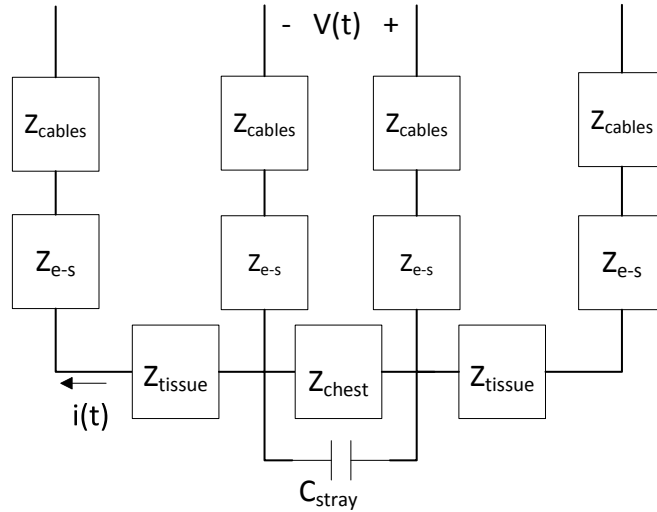 - V(t) +
Zcables Zcables Zcables Zcables
Ze-s Ze-s Ze-s Ze-s
Ztissue Zchest Ztissue
i(t)
Cstray